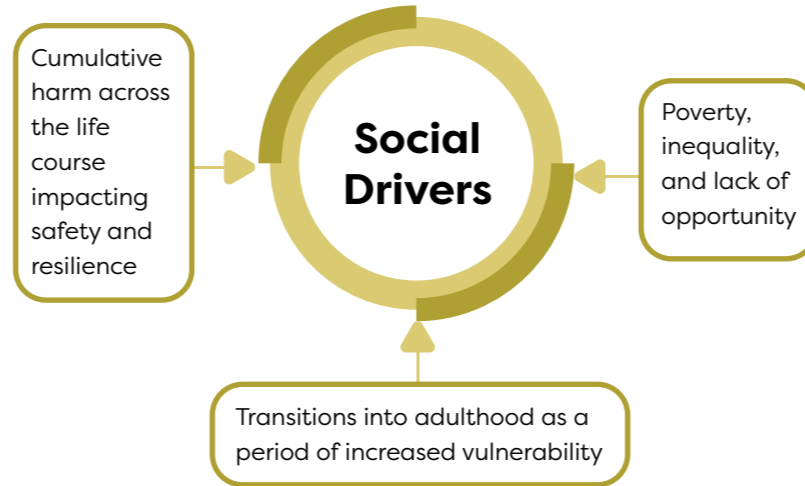 Cumulative
harm across
the life
course
impacting
safety and
resilience
Social
Drivers
Poverty,
inequality,
and lack of
opportunity
Transitions into adulthood as a
period of increased vulnerability